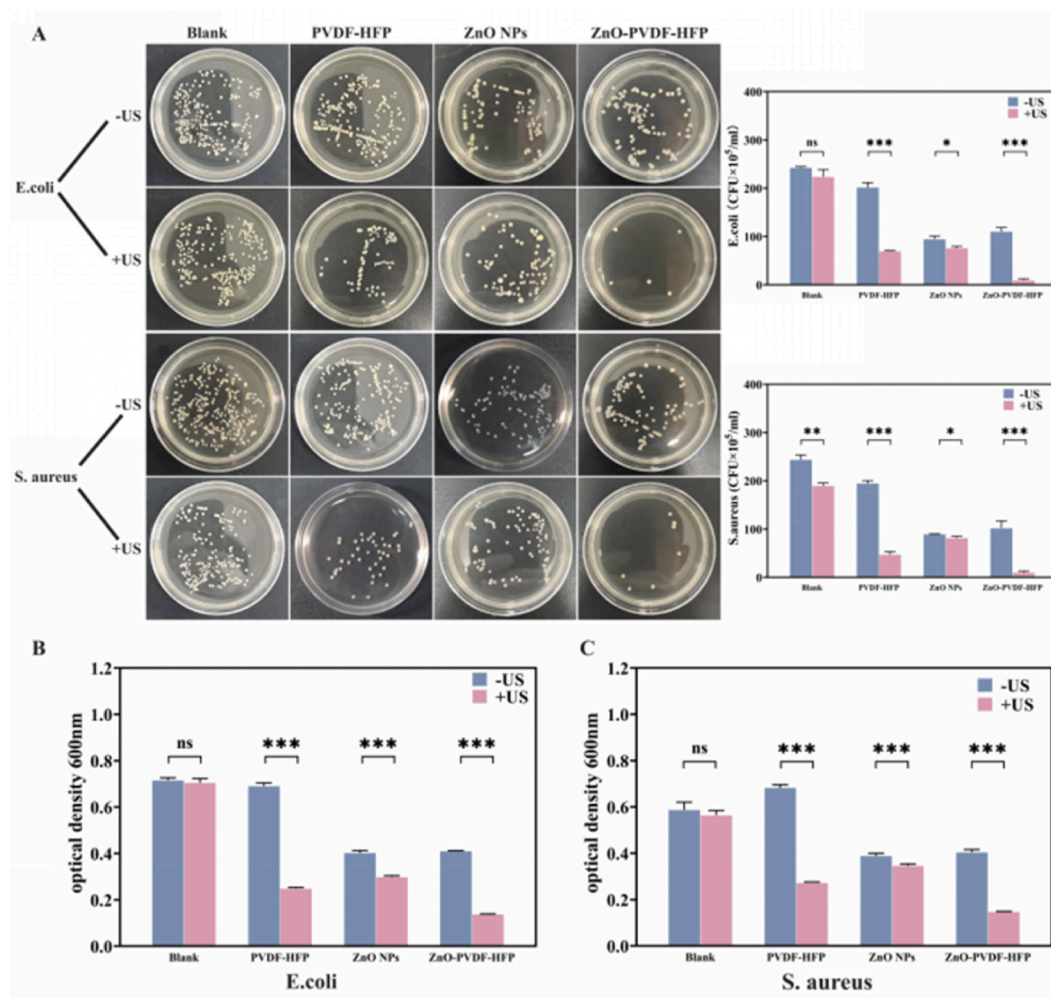 A
Blank PVDF-HFP ZnO NPs ZnO-PVDF-HFP
-US
E.coli
+US
-US
S. aureus
+US
E.coli (CFU×10⁵/ml)
400
300
200
100
0
-US
+US
ns *** * ***
Blank PVDF-HFP ZnO NPs ZnO-PVDF-HFP
S.aureus (CFU×10⁵/ml)
400
300
200
100
0
-US
+US
** *** * ***
Blank PVDF-HFP ZnO NPs ZnO-PVDF-HFP
B
optical density 600nm
1.2
1.0
0.8
0.6
0.4
0.2
0.0
-US
+US
ns *** *** ***
Blank PVDF-HFP ZnO NPs ZnO-PVDF-HFP
E.coli
C
optical density 600nm
1.2
1.0
0.8
0.6
0.4
0.2
0.0
-US
+US
ns *** *** ***
Blank PVDF-HFP ZnO NPs ZnO-PVDF-HFP
S. aureus